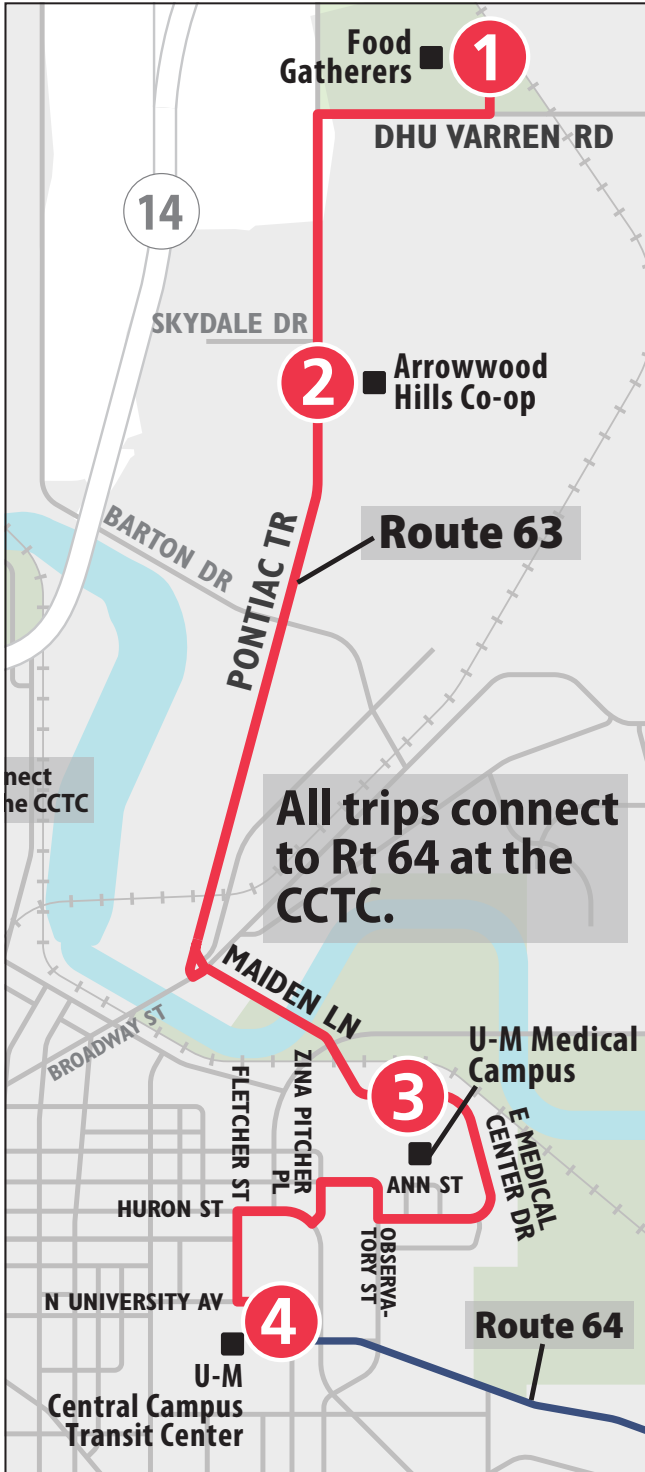 Food
Gatherers
1
DHU VARREN RD
14
SKYDALE DR
2
Arrowwood
Hills Co-op
BARTON DR
PONTIAC TR
Route 63
nnect
he CCTC
All trips connect
to Rt 64 at the
CCTC.
MAIDEN LN
BROADWAY ST
U-M Medical
Campus
3
FLETCHER ST
ZINA PITCHER
PL
E MEDICAL
CENTER DR
ANN ST
HURON ST
OBSERVA-
TORY ST
N UNIVERSITY AV
4
Route 64
U-M
Central Campus
Transit Center